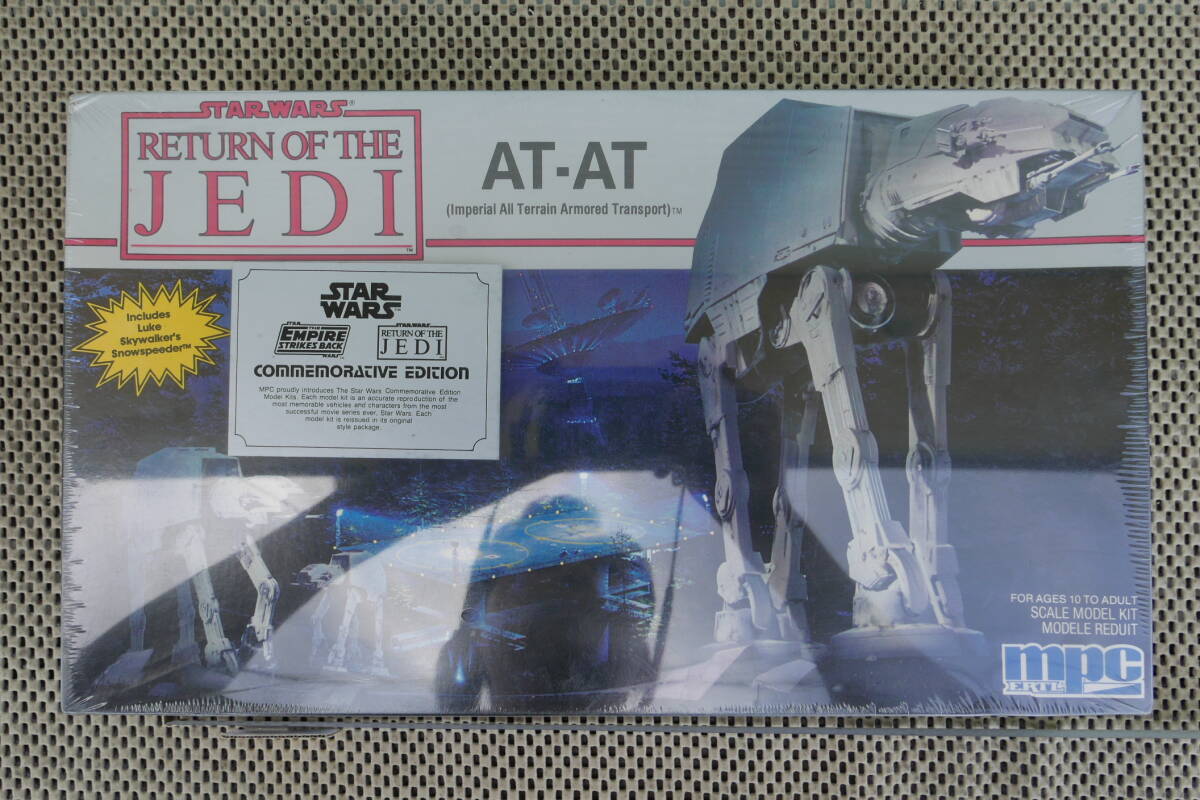 STAR WARS®
RETURN OF THE
JEDI™
AT-AT
(Imperial All Terrain Armored Transport)™
Includes
Luke
Skywalker's
Snowspeeder™
STAR
WARS™
STAR
THE
EMPIRE
STRIKES BACK
WARS™
STAR WARS
RETURN OF THE
JEDI
COMMEMORATIVE EDITION
MPC proudly introduces The Star Wars Commemorative Edition
Model Kits. Each model kit is an accurate reproduction of the
most memorable vehicles and characters from the most
successful movie series ever, Star Wars. Each
model kit is reissued in its original
style package.
FOR AGES 10 TO ADULT
SCALE MODEL KIT
MODELE REDUIT
mpc
ERTL